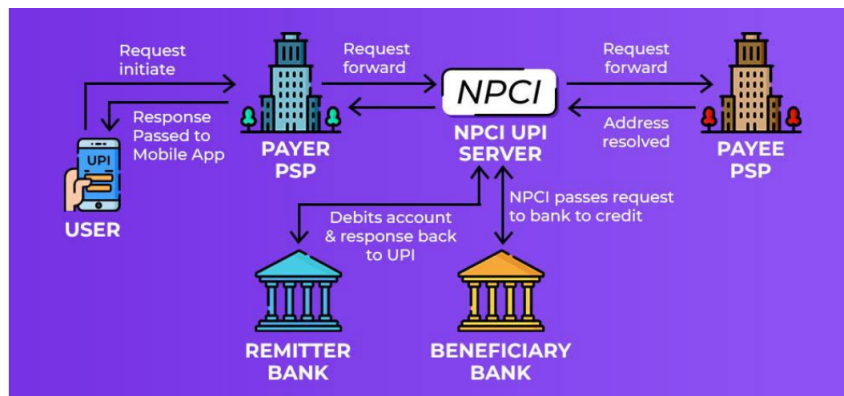 Request
initiate
Request
forward
Request
forward
NPCI
Response
Passed to
Mobile App
UPI
USER
PAYER
PSP
NPCI UPI
SERVER
Address
resolved
PAYEE
PSP
Debits account
& response back
to UPI
NPCI passes request
to bank to credit
REMITTER
BANK
BENEFICIARY
BANK